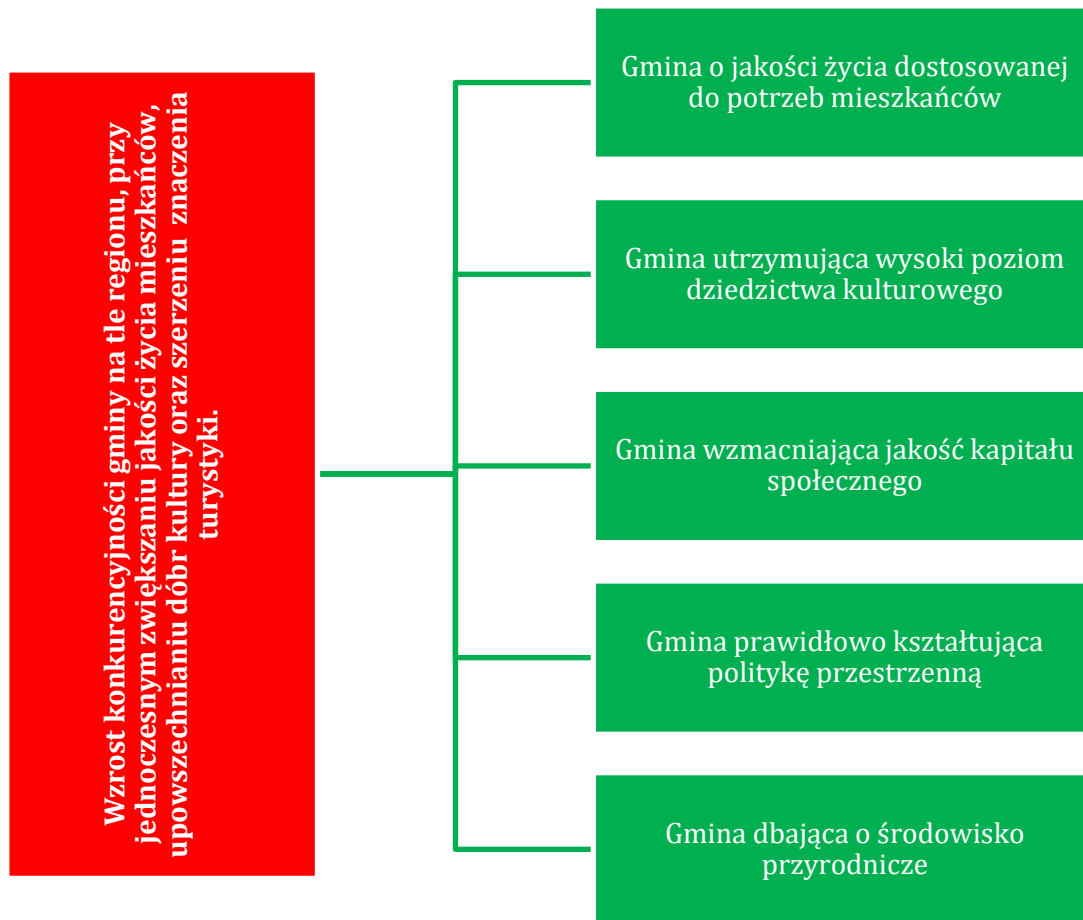 Wzrost konkurencyjności gminy na tle regionu, przy
jednoczesnym zwiększaniu jakości życia mieszkańców,
upowszechnianiu dóbr kultury oraz szerzeniu znaczenia
turystyki.
Gmina o jakości życia dostosowanej
do potrzeb mieszkańców
Gmina utrzymująca wysoki poziom
dziedzictwa kulturowego
Gmina wzmacniająca jakość kapitału
społecznego
Gmina prawidłowo kształtująca
politykę przestrzenną
Gmina dbająca o środowisko
przyrodnicze